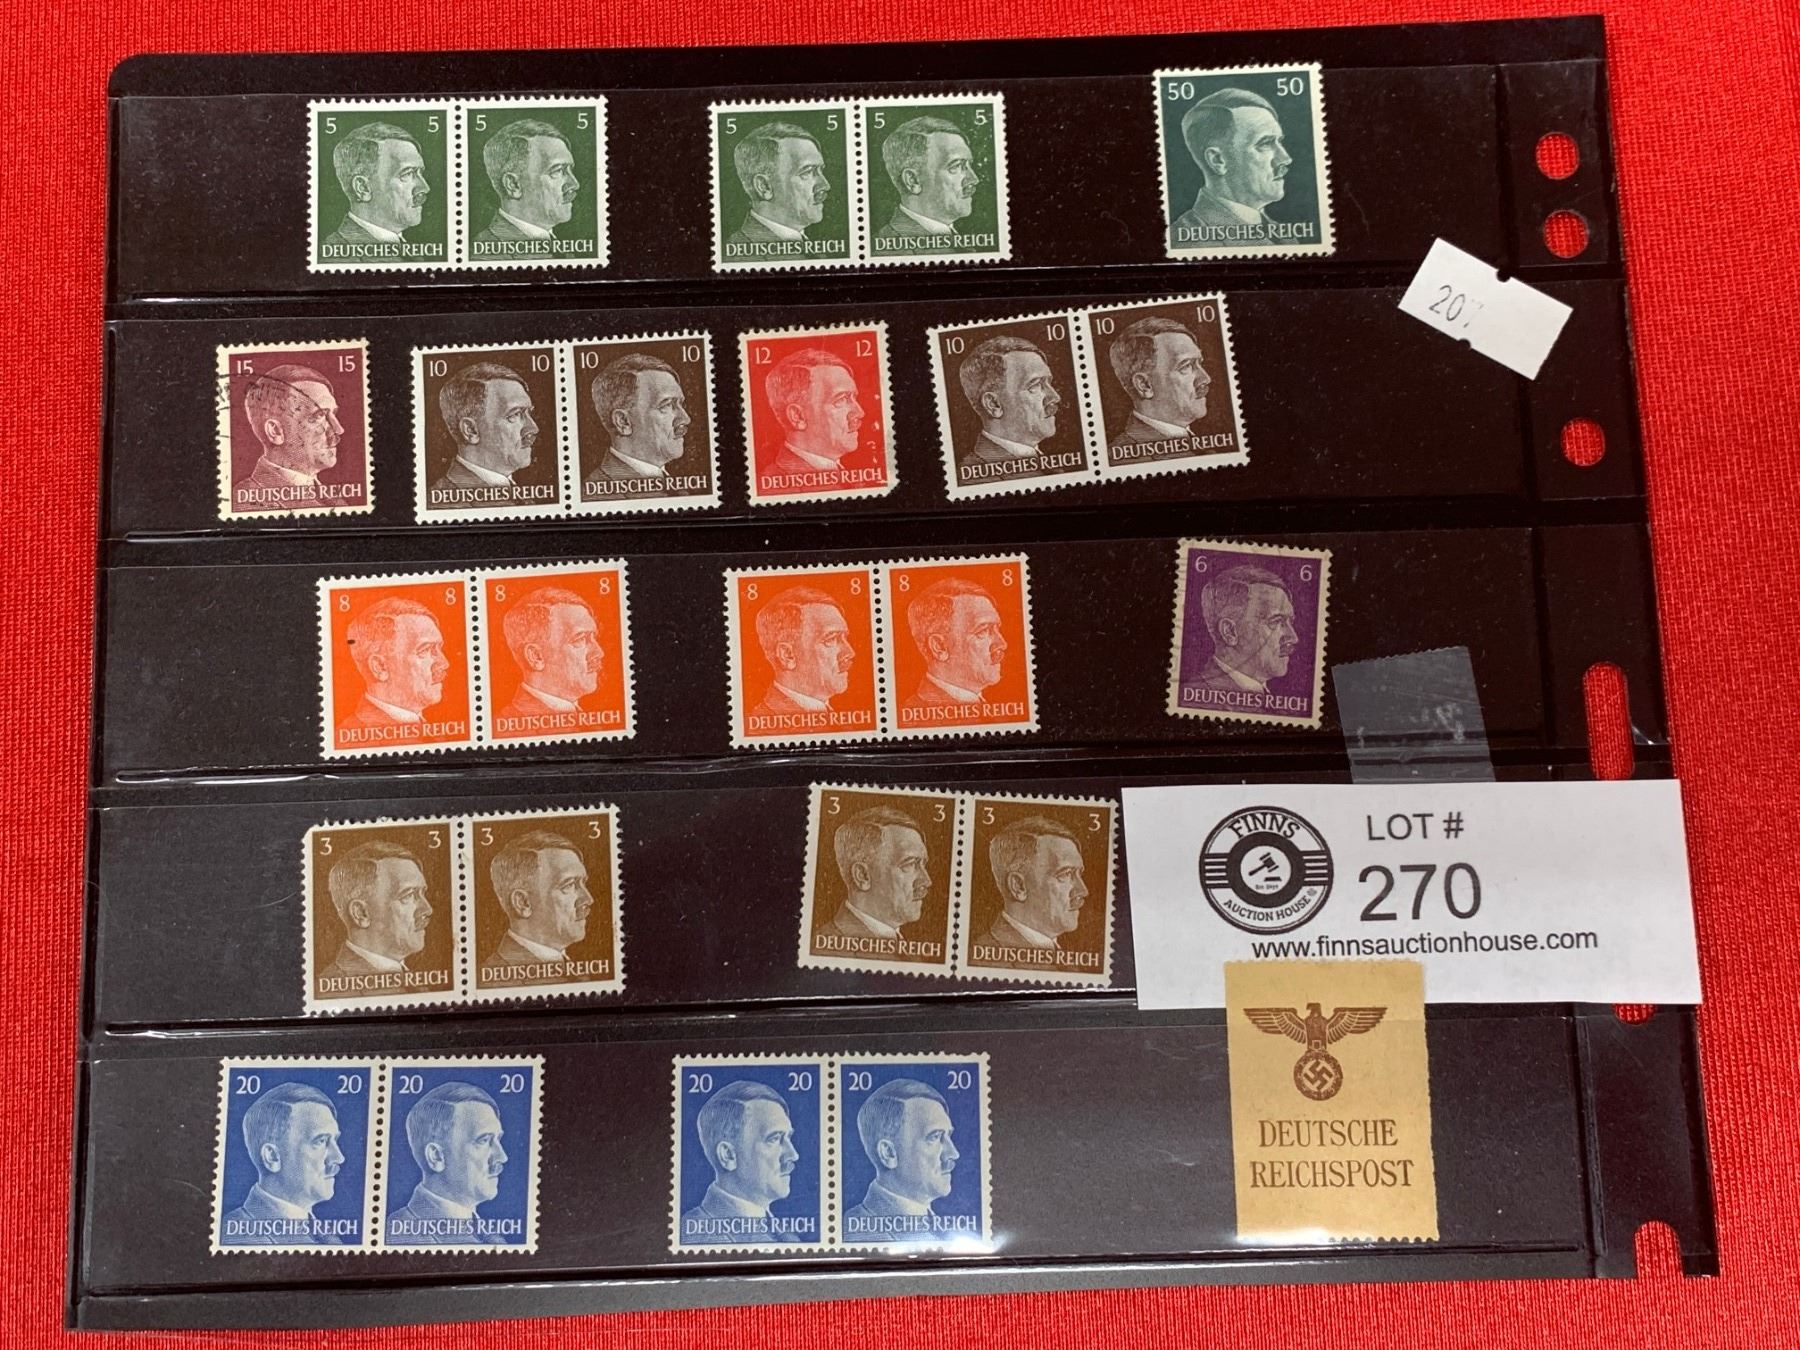 5 5 5 5
DEUTSCHES REICH DEUTSCHES REICH
5 5 5 5
DEUTSCHES REICH DEUTSCHES REICH
50 50
DEUTSCHES REICH
15 15
DEUTSCHES REICH
10 10 10 10
DEUTSCHES REICH DEUTSCHES REICH
12 12
DEUTSCHES REICH
10 10 10 10
DEUTSCHES REICH DEUTSCHES REICH
207
8 8 8 8
DEUTSCHES REICH DEUTSCHES REICH
8 8 8 8
DEUTSCHES REICH DEUTSCHES REICH
6 6
DEUTSCHES REICH
3 3 3 3
DEUTSCHES REICH DEUTSCHES REICH
3 3 3 3
DEUTSCHES REICH DEUTSCHES REICH
FINNS
AUCTION HOUSE
LOT #
270
www.finnsauctionhouse.com
20 20 20 20
DEUTSCHES REICH DEUTSCHES REICH
20 20 20 20
DEUTSCHES REICH DEUTSCHES REICH
DEUTSCHE
REICHSPOST